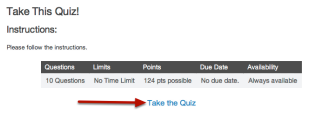 Take This Quiz!
Instructions:
Please follow the instructions.
Questions Limits Points Due Date Availability
10 Questions No Time Limit 124 pts possible No due date. Always available
Take the Quiz